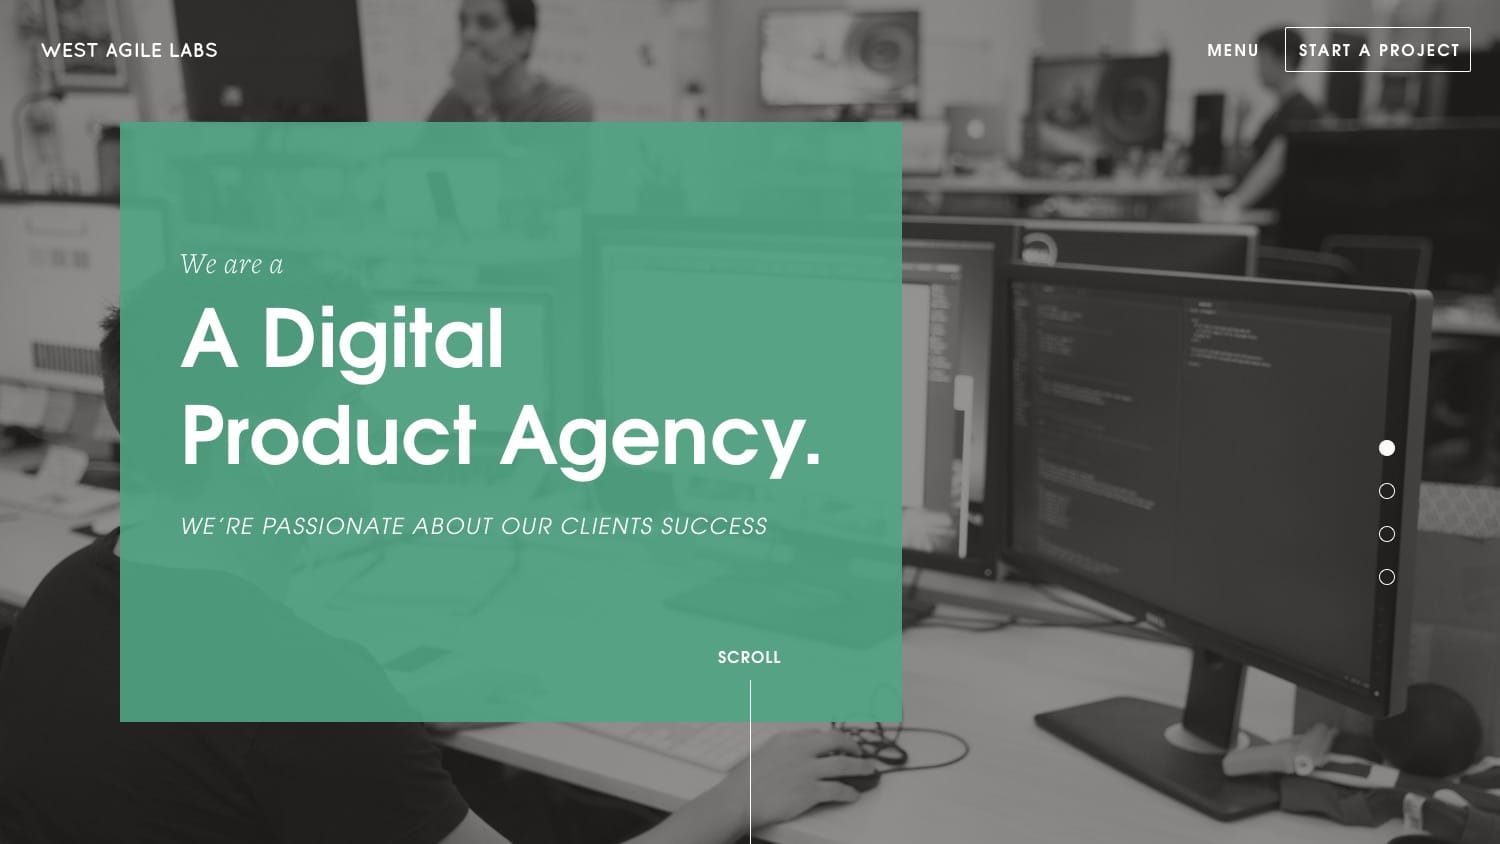 WEST AGILE LABS
MENU
START A PROJECT
We are a
A Digital
Product Agency.
WE’RE PASSIONATE ABOUT OUR CLIENTS SUCCESS
SCROLL
DELL